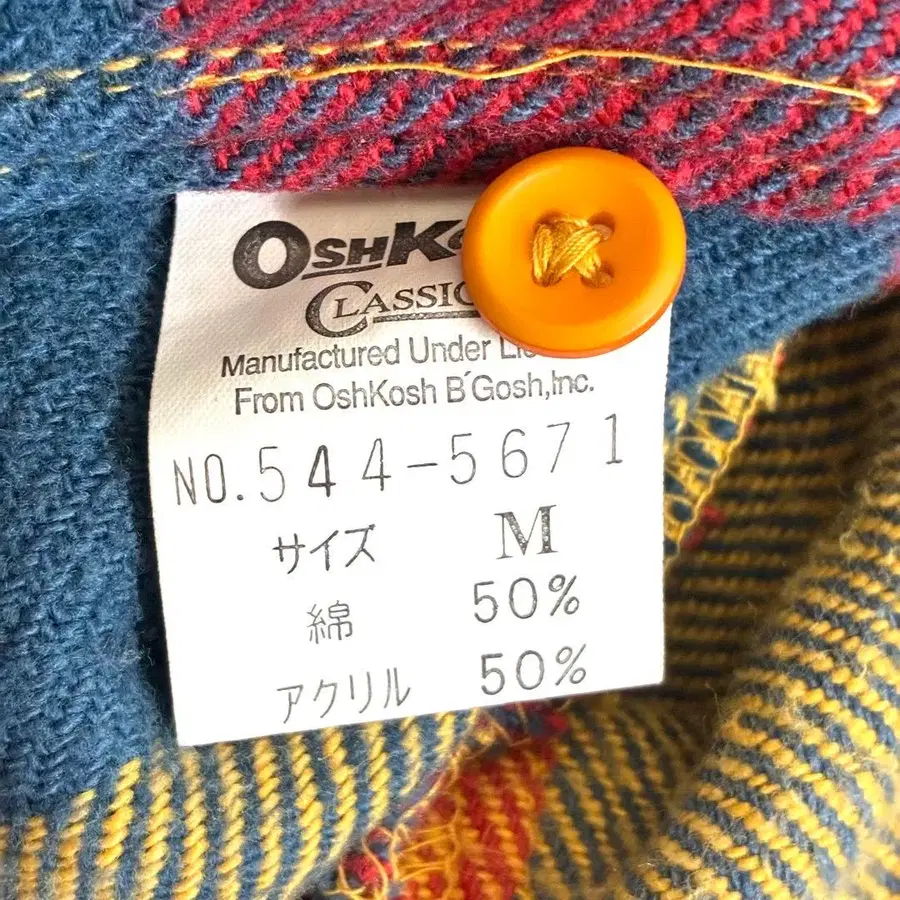 OSHK
CLASSIC
Manufactured Under
From OshKosh B'Gosh,Inc.
NO.544-5671
サイズ M
綿 50%
アクリル 50%